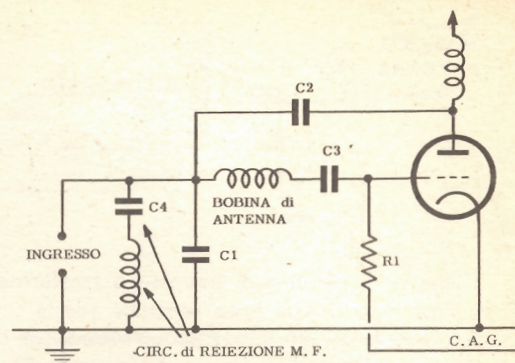 C2
C3
C4
BOBINA di
ANTENNA
INGRESSO
C1
R1
C.A.G.
CIRC. di REIEZIONE M. F.